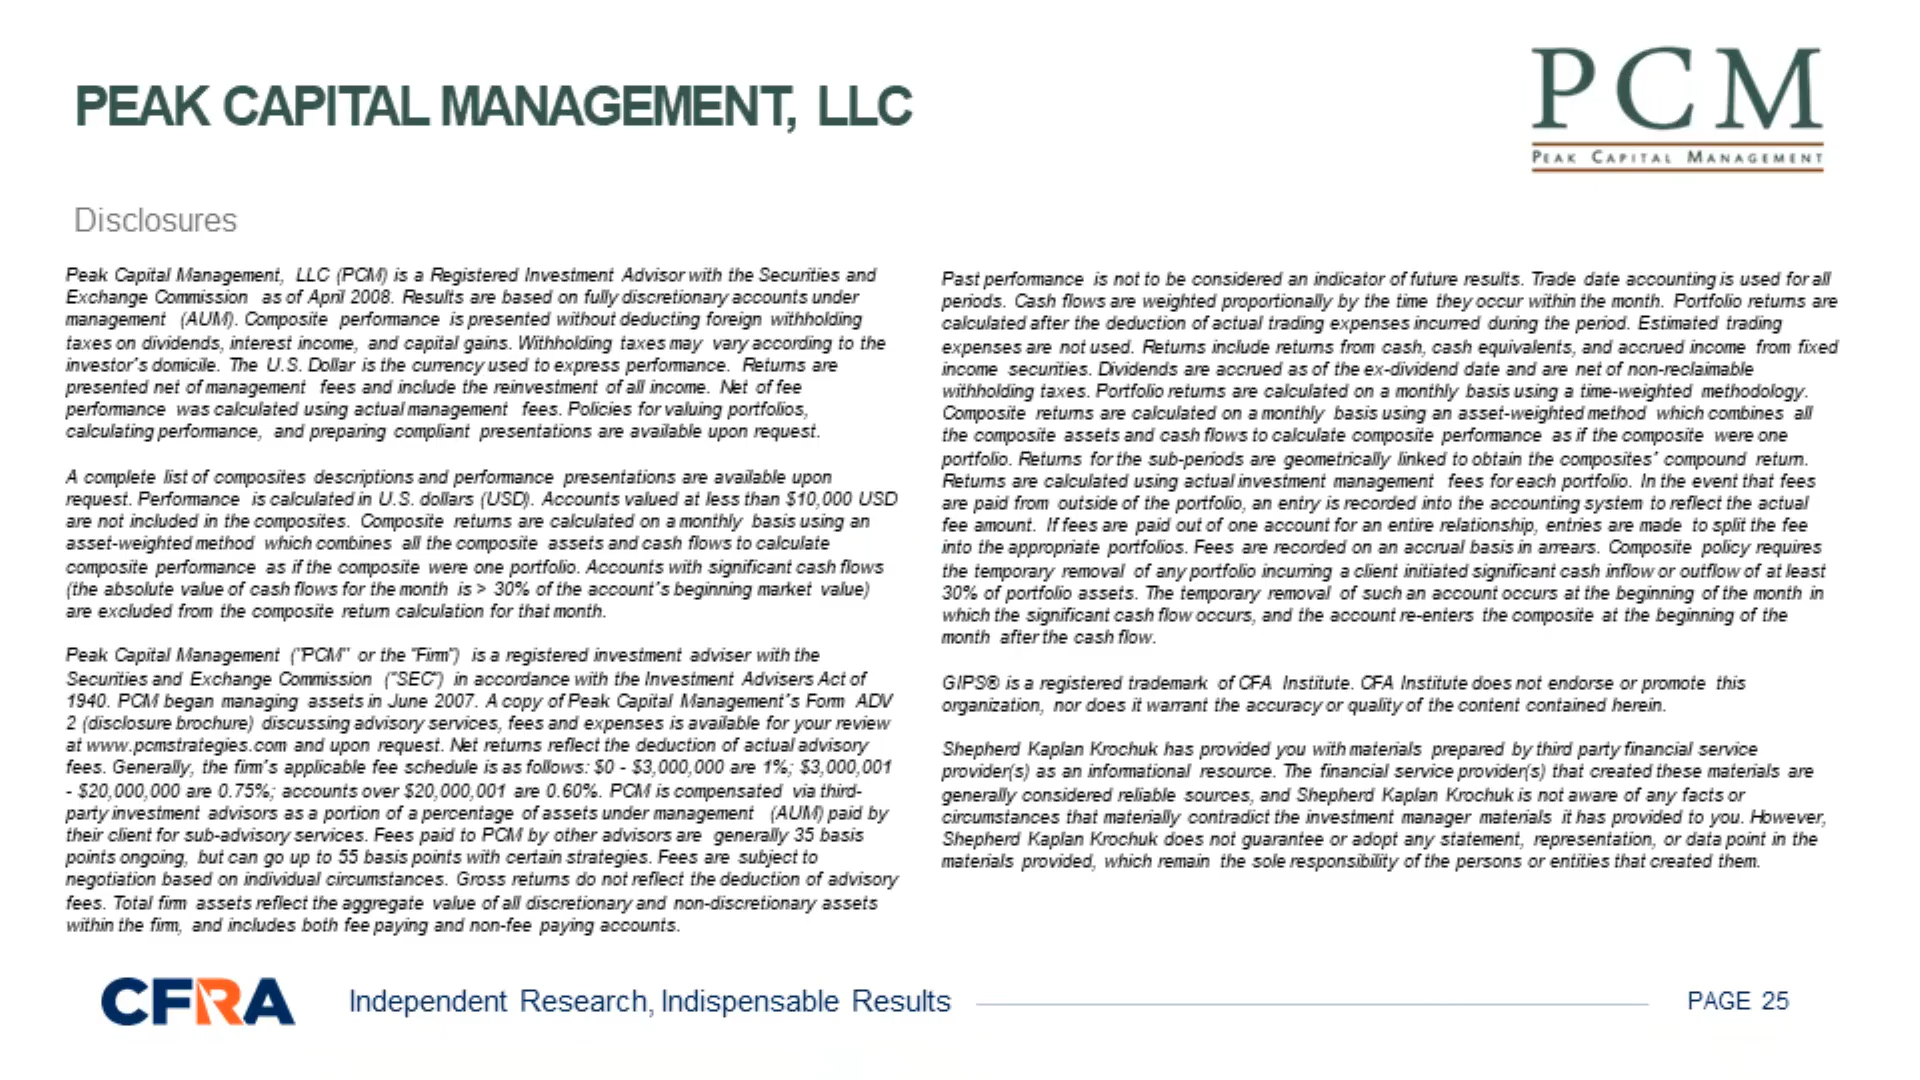 PEAK CAPITAL MANAGEMENT, LLC
PCM
PEAK CAPITAL MANAGEMENT
Disclosures
Peak Capital Management, LLC (PCM) is a Registered Investment Advisor with the Securities and
Exchange Commission as of April 2008. Results are based on fully discretionary accounts under
management (AUM). Composite performance is presented without deducting foreign withholding
taxes on dividends, interest income, and capital gains. Withholding taxes may vary according to the
investor's domicile. The U.S. Dollar is the currency used to express performance. Returns are
presented net of management fees and include the reinvestment of all income. Net of fee
performance was calculated using actual management fees. Policies for valuing portfolios,
calculating performance, and preparing compliant presentations are available upon request.
A complete list of composites descriptions and performance presentations are available upon
request. Performance is calculated in U.S. dollars (USD). Accounts valued at less than $10,000 USD
are not included in the composites. Composite returns are calculated on a monthly basis using an
asset-weighted method which combines all the composite assets and cash flows to calculate
composite performance as if the composite were one portfolio. Accounts with significant cash flows
(the absolute value of cash flows for the month is > 30% of the account's beginning market value)
are excluded from the composite return calculation for that month.
Peak Capital Management ("PCM" or the "Firm") is a registered investment adviser with the
Securities and Exchange Commission ("SEC") in accordance with the Investment Advisers Act of
1940. PCM began managing assets in June 2007. A copy of Peak Capital Management's Form ADV
2 (disclosure brochure) discussing advisory services, fees and expenses is available for your review
at www.pcmstrategies.com and upon request. Net returns reflect the deduction of actual advisory
fees. Generally, the firm's applicable fee schedule is as follows: $0 - $3,000,000 are 1%; $3,000,001
- $20,000,000 are 0.75%; accounts over $20,000,001 are 0.60%. PCM is compensated via third-
party investment advisors as a portion of a percentage of assets under management (AUM) paid by
their client for sub-advisory services. Fees paid to PCM by other advisors are generally 35 basis
points ongoing, but can go up to 55 basis points with certain strategies. Fees are subject to
negotiation based on individual circumstances. Gross returns do not reflect the deduction of advisory
fees. Total firm assets reflect the aggregate value of all discretionary and non-discretionary assets
within the firm, and includes both fee paying and non-fee paying accounts.
Past performance is not to be considered an indicator of future results. Trade date accounting is used for all
periods. Cash flows are weighted proportionally by the time they occur within the month. Portfolio returns are
calculated after the deduction of actual trading expenses incurred during the period. Estimated trading
expenses are not used. Returns include returns from cash, cash equivalents, and accrued income from fixed
income securities. Dividends are accrued as of the ex-dividend date and are net of non-reclaimable
withholding taxes. Portfolio returns are calculated on a monthly basis using a time-weighted methodology.
Composite returns are calculated on a monthly basis using an asset-weighted method which combines all
the composite assets and cash flows to calculate composite performance as if the composite were one
portfolio. Returns for the sub-periods are geometrically linked to obtain the composites' compound return.
Returns are calculated using actual investment management fees for each portfolio. In the event that fees
are paid from outside of the portfolio, an entry is recorded into the accounting system to reflect the actual
fee amount. If fees are paid out of one account for an entire relationship, entries are made to split the fee
into the appropriate portfolios. Fees are recorded on an accrual basis in arrears. Composite policy requires
the temporary removal of any portfolio incurring a client initiated significant cash inflow or outflow of at least
30% of portfolio assets. The temporary removal of such an account occurs at the beginning of the month in
which the significant cash flow occurs, and the account re-enters the composite at the beginning of the
month after the cash flow.
GIPS® is a registered trademark of CFA Institute. CFA Institute does not endorse or promote this
organization, nor does it warrant the accuracy or quality of the content contained herein.
Shepherd Kaplan Krochuk has provided you with materials prepared by third party financial service
provider(s) as an informational resource. The financial service provider(s) that created these materials are
generally considered reliable sources, and Shepherd Kaplan Krochuk is not aware of any facts or
circumstances that materially contradict the investment manager materials it has provided to you. However,
Shepherd Kaplan Krochuk does not guarantee or adopt any statement, representation, or data point in the
materials provided, which remain the sole responsibility of the persons or entities that created them.
CFRA
Independent Research, Indispensable Results
PAGE 25